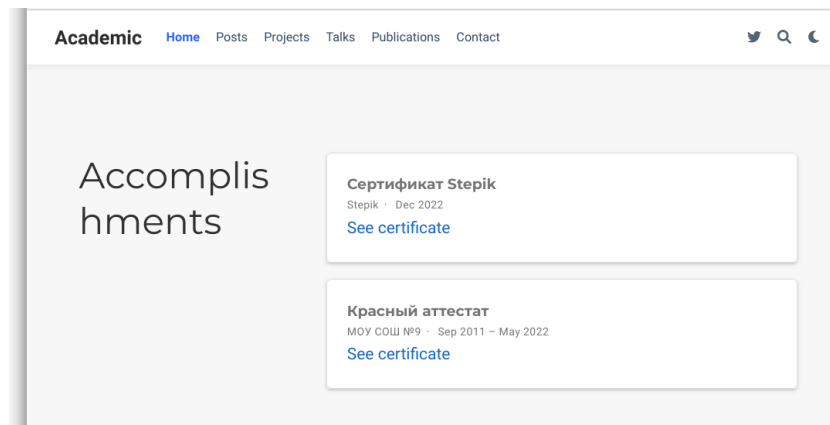 Academic Home Posts Projects Talks Publications Contact
Accomplis
hments
Сертификат Stepik
Stepik · Dec 2022
See certificate
Красный аттестат
МОУ СОШ №9 · Sep 2011 – May 2022
See certificate